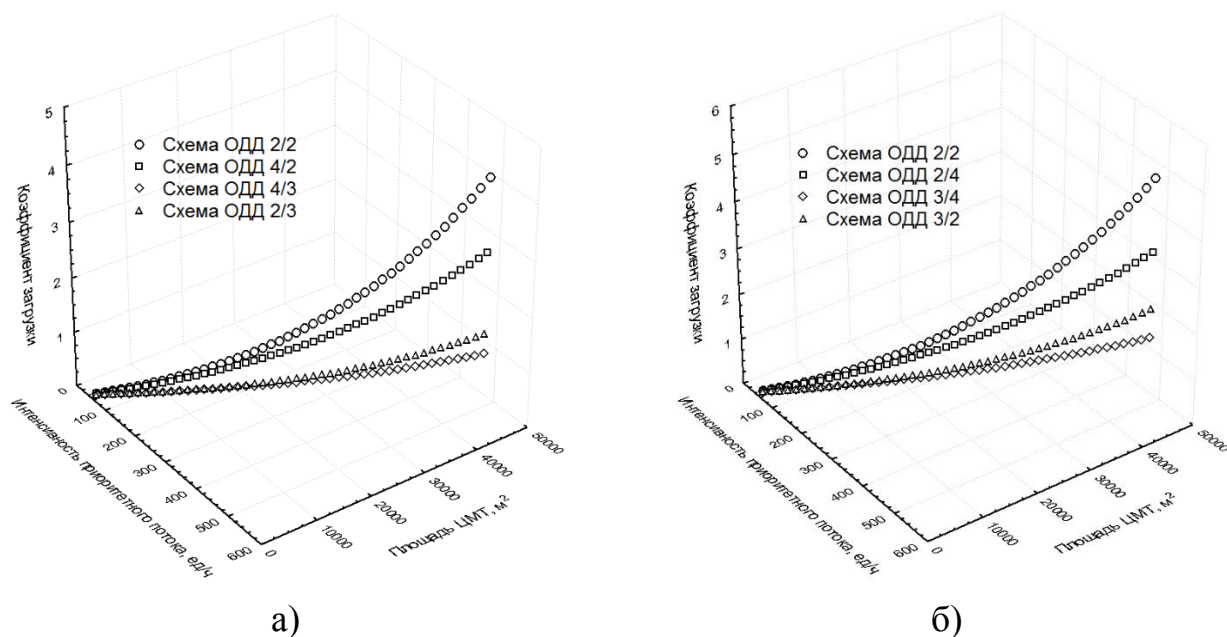 5
4
3
2
1
0
Коэффициент загрузки
Схема ОДД 2/2
Схема ОДД 4/2
Схема ОДД 4/3
Схема ОДД 2/3
100
200
300
400
500
600
Интенсивность приоритетного потока, ед/ч
0
10000
20000
30000
40000
50000
Площадь ЦМТ, м²
а)
6
5
4
3
2
1
0
Коэффициент загрузки
Схема ОДД 2/2
Схема ОДД 2/4
Схема ОДД 3/4
Схема ОДД 3/2
100
200
300
400
500
600
Интенсивность приоритетного потока, ед/ч
0
10000
20000
30000
40000
50000
Площадь ЦМТ, м²
б)